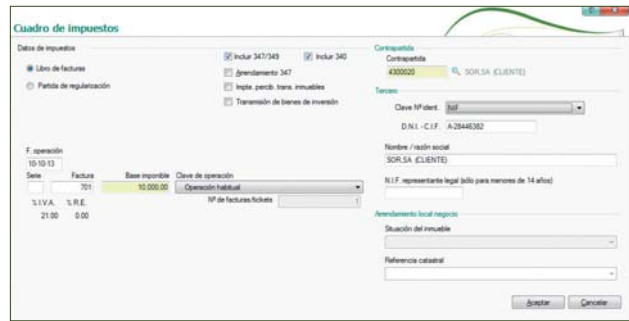 Cuadro de impuestos
Datos de impuestos
Libro de facturas
Partida de regularización
Incluir 347/349
Incluir 340
Arrendamiento 347
Impte. percib. trans. inmuebles
Transmisión de bienes de inversión
F. operación
10-10-13
Serie Factura Base imponible Clave de operación
701 10.000,00 Operación habitual
% I.V.A. % R.E. Nº de facturas/tickets 1
21.00 0.00
Contrapartida
Contrapartida
4300020 SOR,SA (CLIENTE)
Tercero
Clave Nºident. NIF
D.N.I. -C.I.F. A-28446382
Nombre / razón social
SOR,SA (CLIENTE)
N.I.F. representante legal (sólo para menores de 14 años)
Arrendamiento local negocio
Situación del inmueble
Referencia catastral
Aceptar Cancelar